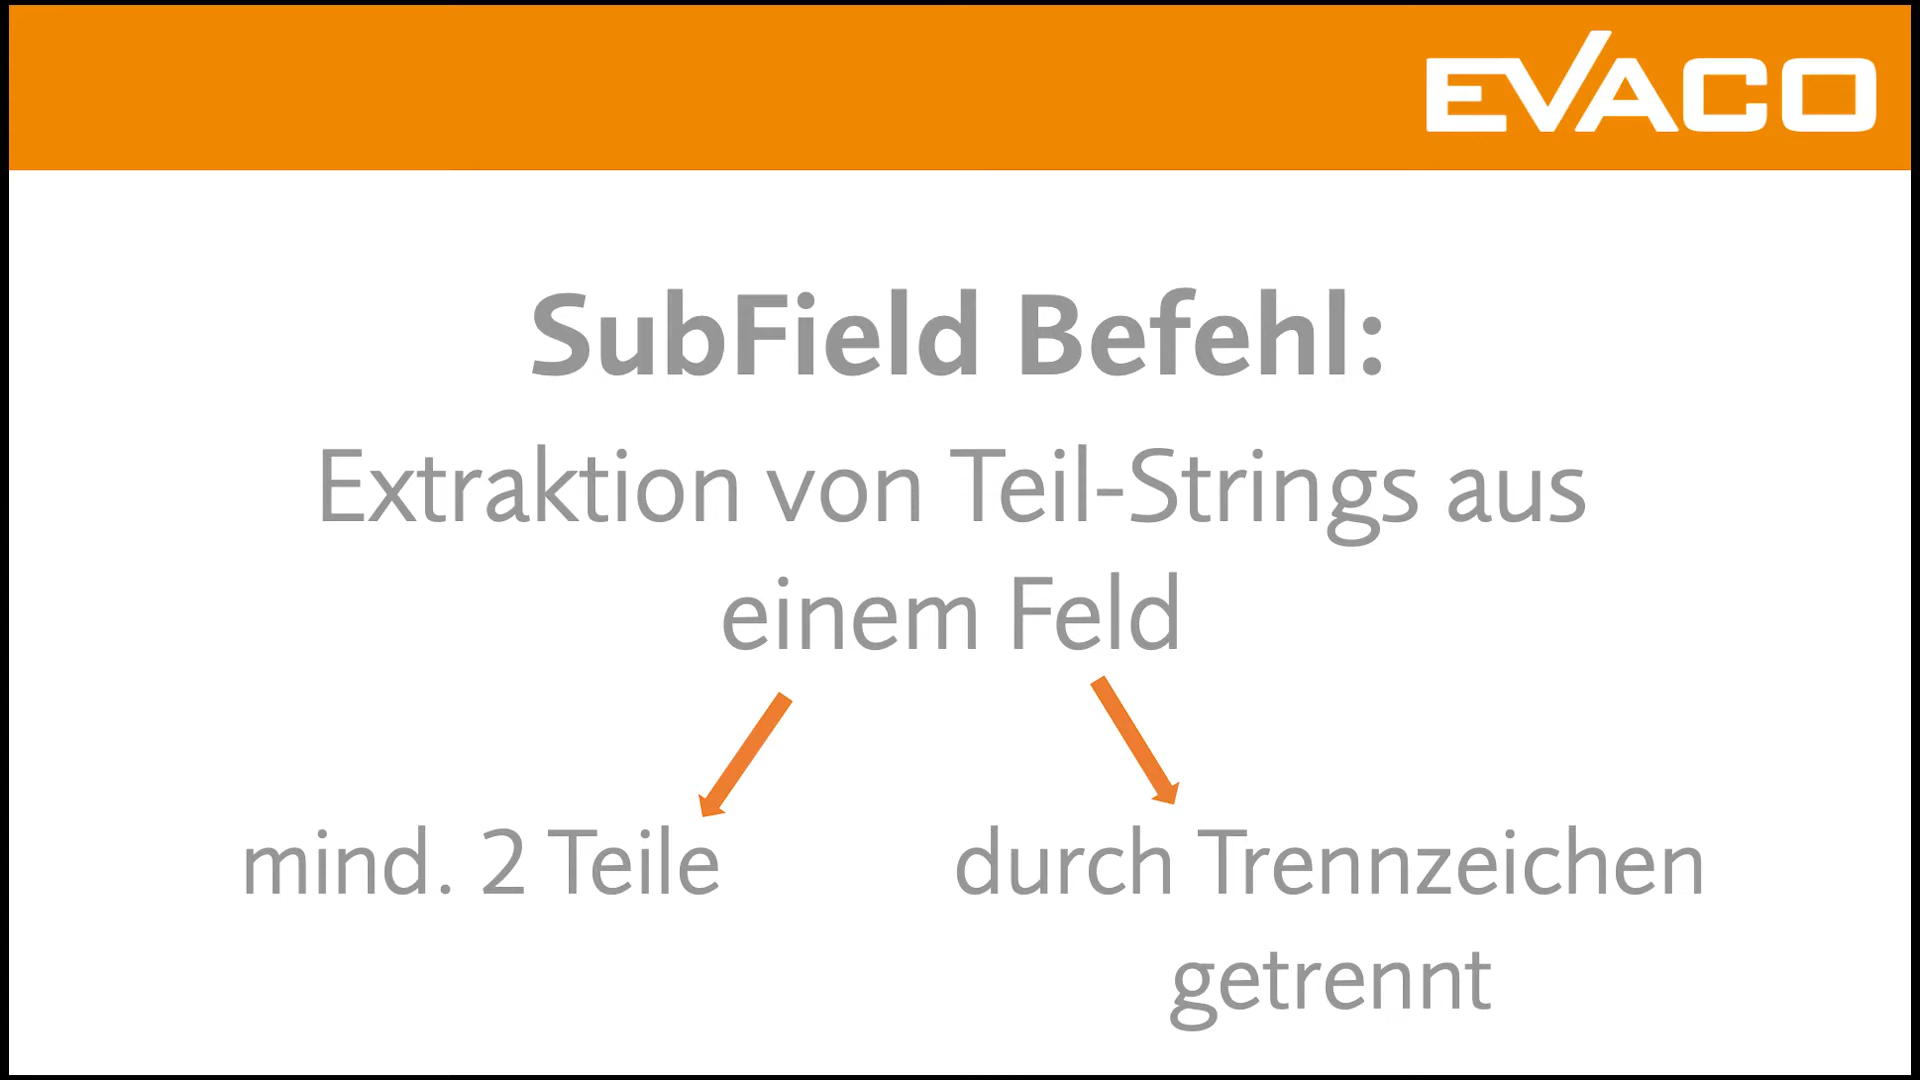 EVACO
SubField Befehl:
Extraktion von Teil-Strings aus
einem Feld
mind. 2 Teile
durch Trennzeichen
getrennt